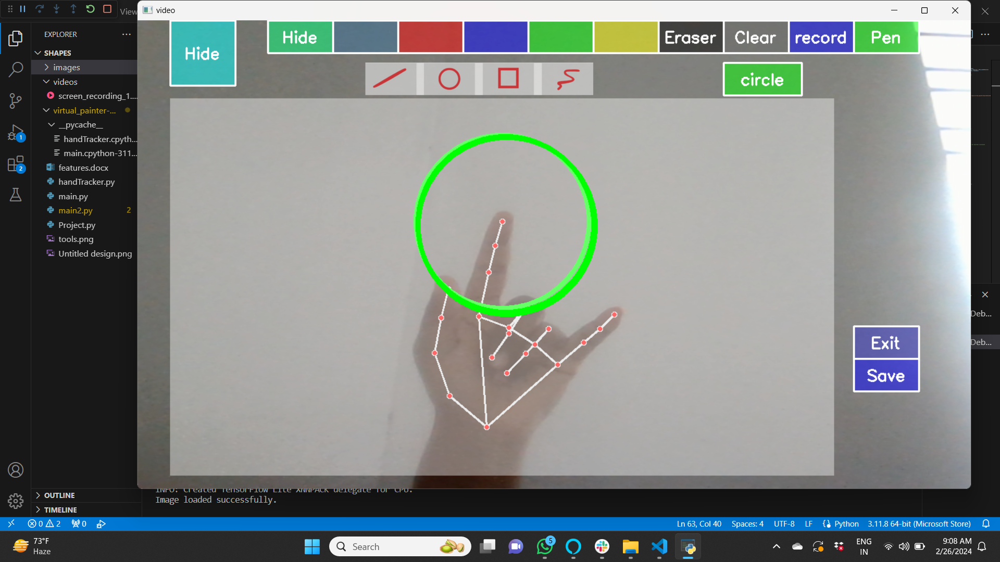 View
video
Hide
Hide
Eraser
Clear
record
Pen
circle
EXPLORER
SHAPES
images
videos
screen_recording_1....
virtual_painter-...
__pycache__
handTracker.cpyth...
main.cpython-311...
features.docx
handTracker.py
main.py
main2.py 2
Project.py
tools.png
Untitled design.png
1
2
Deb...
Deb...
Exit
Save
OUTLINE
TIMELINE
INFO: Created TensorFlow Lite XNNPACK delegate for CPU.
Image loaded successfully.
0 2 0
Ln 63, Col 40 Spaces: 4 UTF-8 LF Python 3.11.8 64-bit (Microsoft Store)
73°F
Haze
Search
5
ENG
IN
9:08 AM
2/26/2024